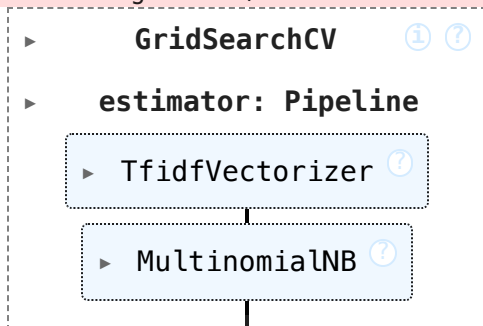 ▸ GridSearchCV i ?
▸ estimator: Pipeline
▸ TfidfVectorizer ?
▸ MultinomialNB ?